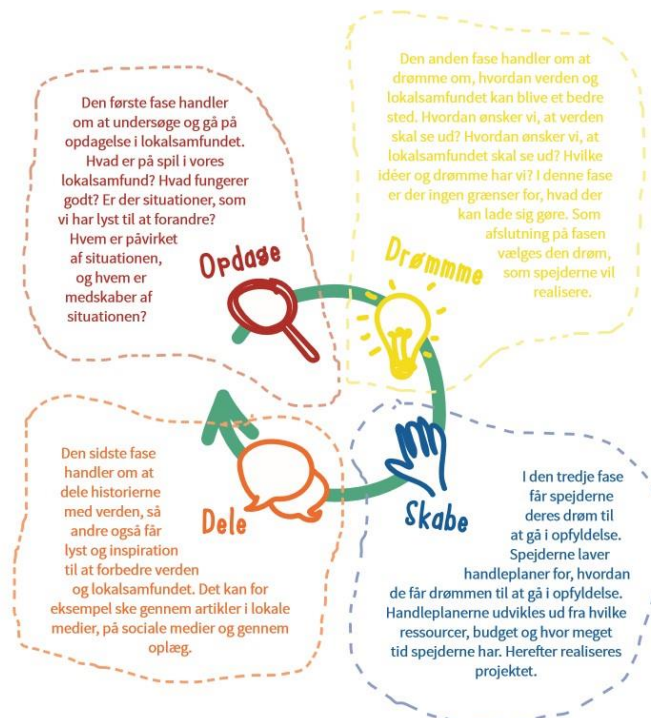 Den første fase handler
om at undersøge og gå på
opdagelse i lokalsamfundet.
Hvad er på spil i vores
lokalsamfund? Hvad fungerer
godt? Er der situationer, som
vi har lyst til at forandre?
Hvem er påvirket
af situationen,
og hvem er
medskaber af
situationen?
Opdage
Den anden fase handler om at
drømme om, hvordan verden og
lokalsamfundet kan blive et bedre
sted. Hvordan ønsker vi, at verden
skal se ud? Hvordan ønsker vi, at
lokalsamfundet skal se ud? Hvilke
idéer og drømme har vi? I denne fase
er der ingen grænser for, hvad der
kan lade sig gøre. Som
afslutning på fasen
vælges den drøm,
som spejderne vil
realisere.
Drømmme
I den tredje fase
får spejderne
deres drøm til
at gå i opfyldelse.
Spejderne laver
handleplaner for, hvordan
de får drømmen til at gå i opfyldelse.
Handleplanerne udvikles ud fra hvilke
ressourcer, budget og hvor meget
tid spejderne har. Herefter realiseres
projektet.
Skabe
Den sidste fase
handler om at
dele historierne
med verden, så
andre også får
lyst og inspiration
til at forbedre verden
og lokalsamfundet. Det kan for
eksempel ske gennem artikler i lokale
medier, på sociale medier og gennem
oplæg.
Dele